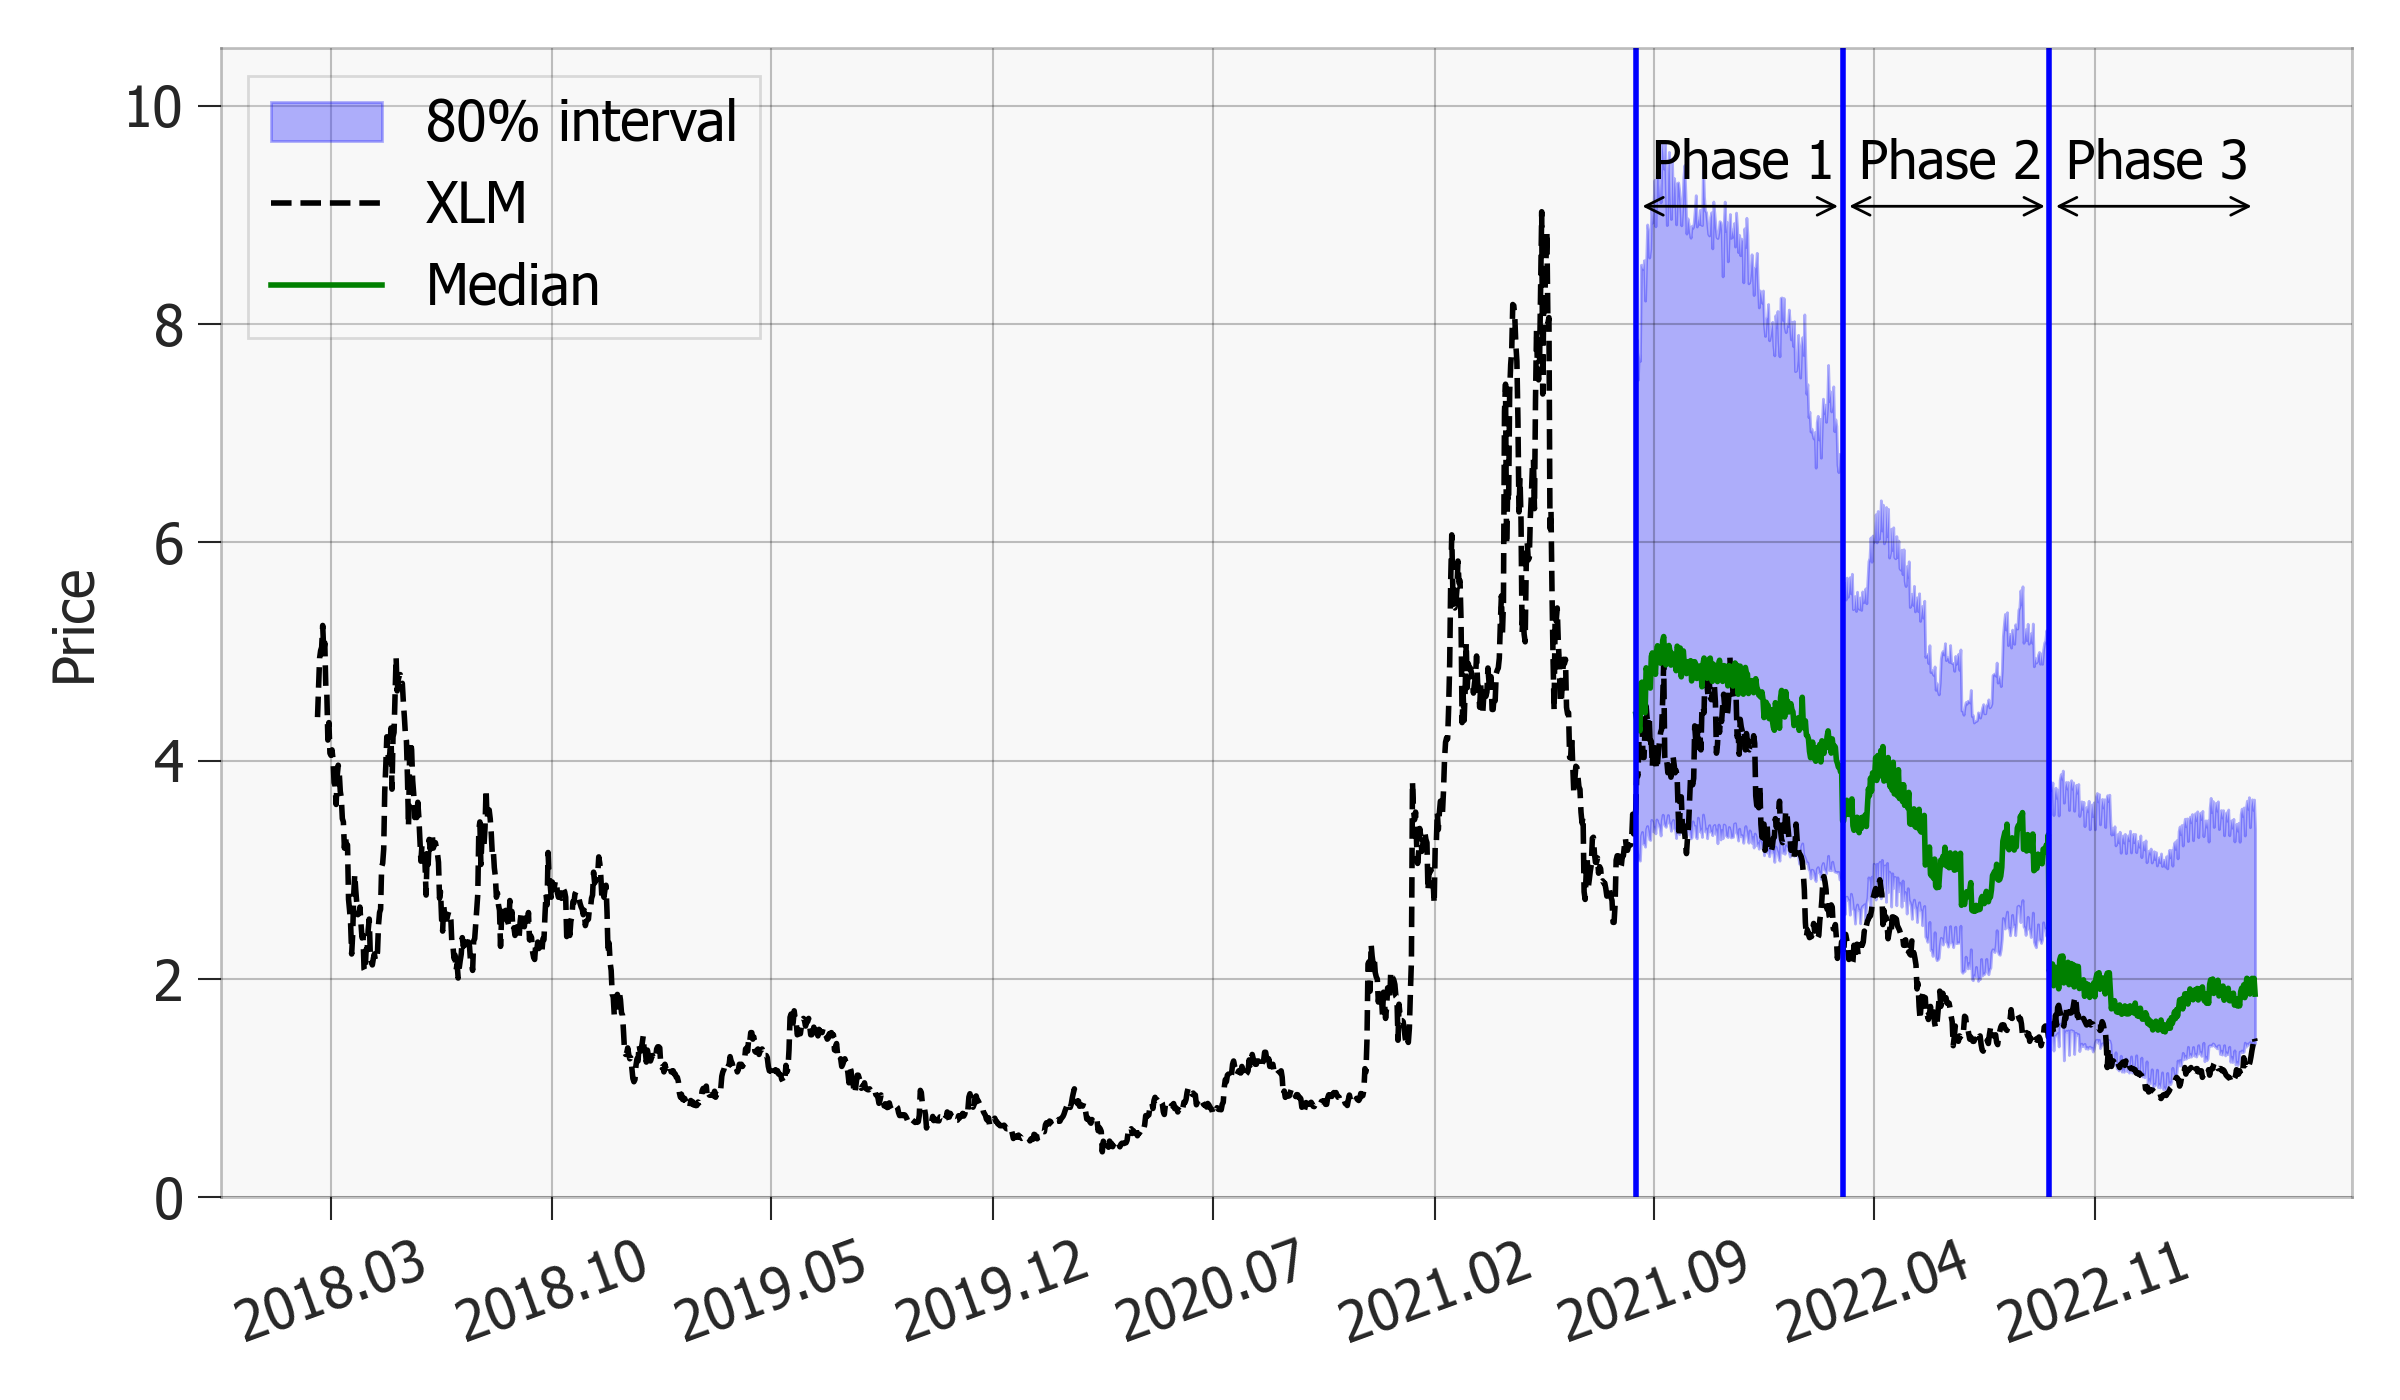 80% interval
XLM
Median
Phase 1
Phase 2
Phase 3
Price
10
8
6
4
2
0
2018.03
2018.10
2019.05
2019.12
2020.07
2021.02
2021.09
2022.04
2022.11